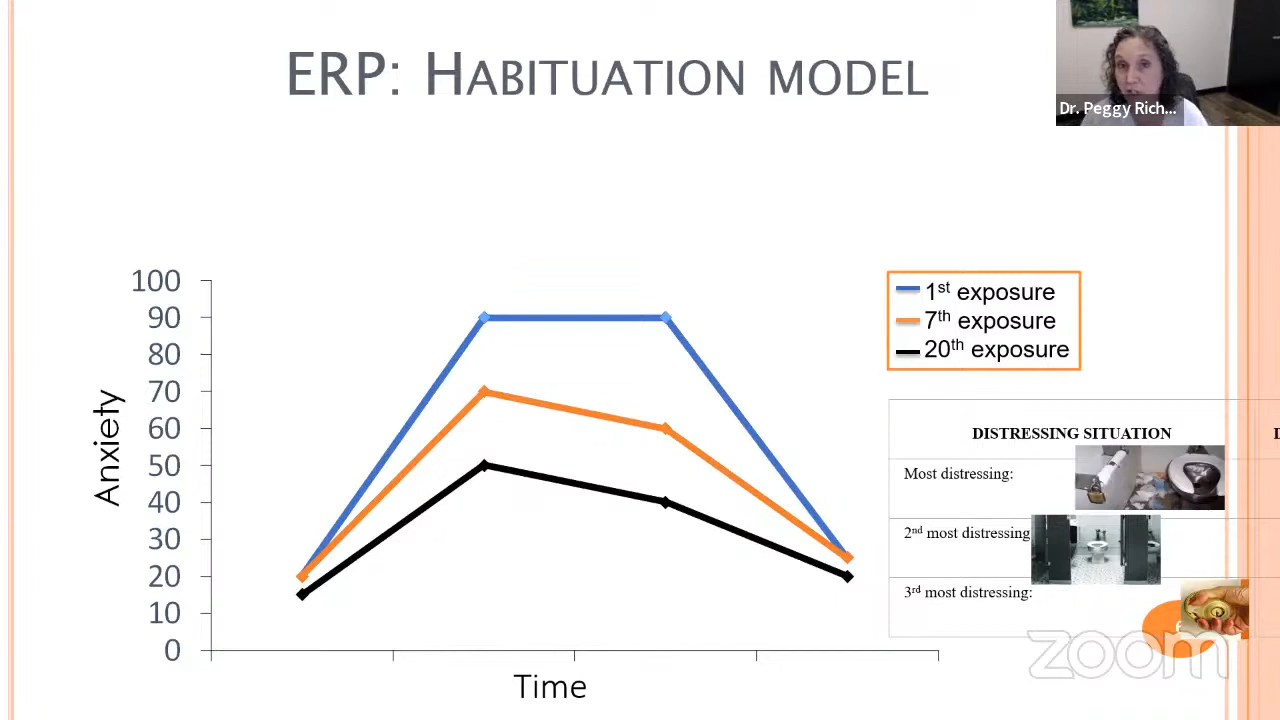 ERP: HABITUATION MODEL
Dr. Peggy Rich...
100
90
80
70
60
50
40
30
20
10
0
Anxiety
Time
1st exposure
7th exposure
20th exposure
DISTRESSING SITUATION
Most distressing:
2nd most distressing
3rd most distressing:
zoom